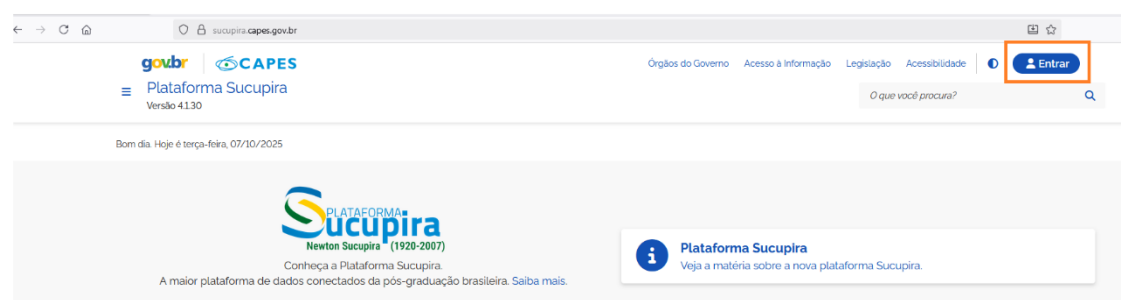 sucupira.capes.gov.br
gov.br CAPES
Órgãos do Governo Acesso à Informação Legislação Acessibilidade Entrar
Plataforma Sucupira
Versão 4.1.30
O que você procura?
Bom dia. Hoje é terça-feira, 07/10/2025
PLATAFORMA
Sucupira
Newton Sucupira (1920-2007)
Conheça a Plataforma Sucupira.
A maior plataforma de dados conectados da pós-graduação brasileira. Saiba mais.
Plataforma Sucupira
Veja a matéria sobre a nova plataforma Sucupira.